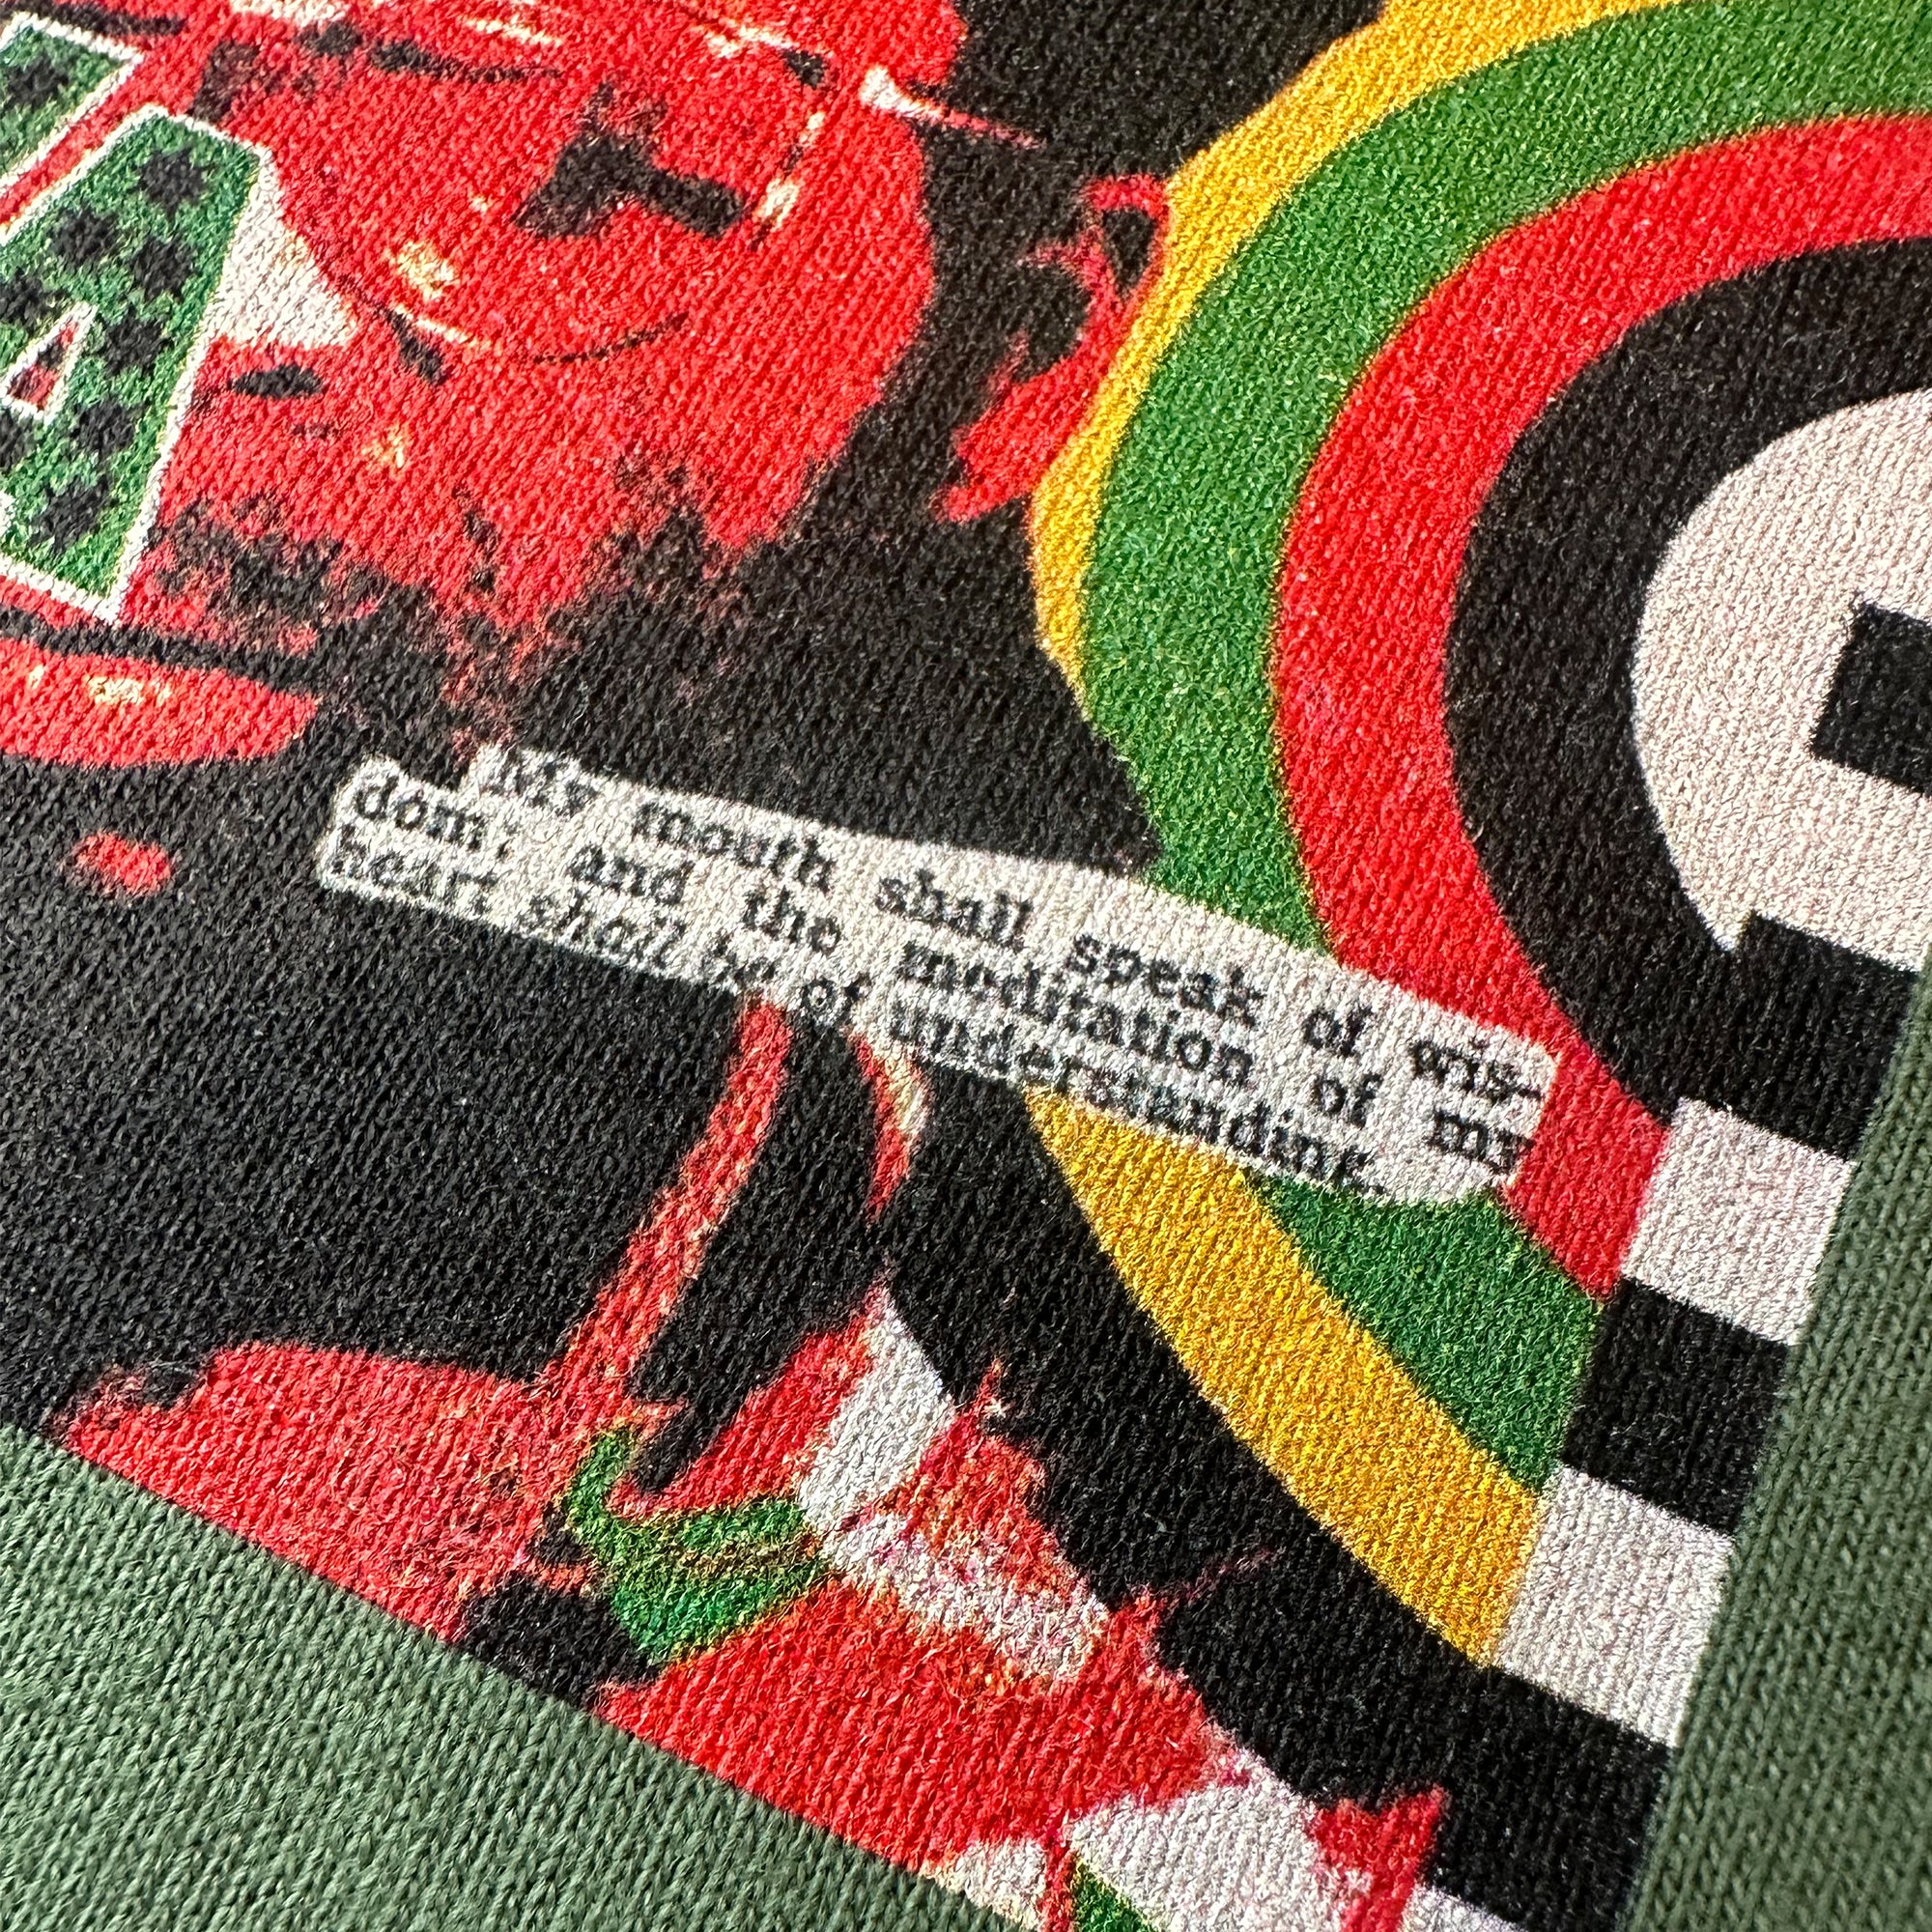 My mouth shall speak of wis-
dom; and the meditation of my
heart shall be of understanding.